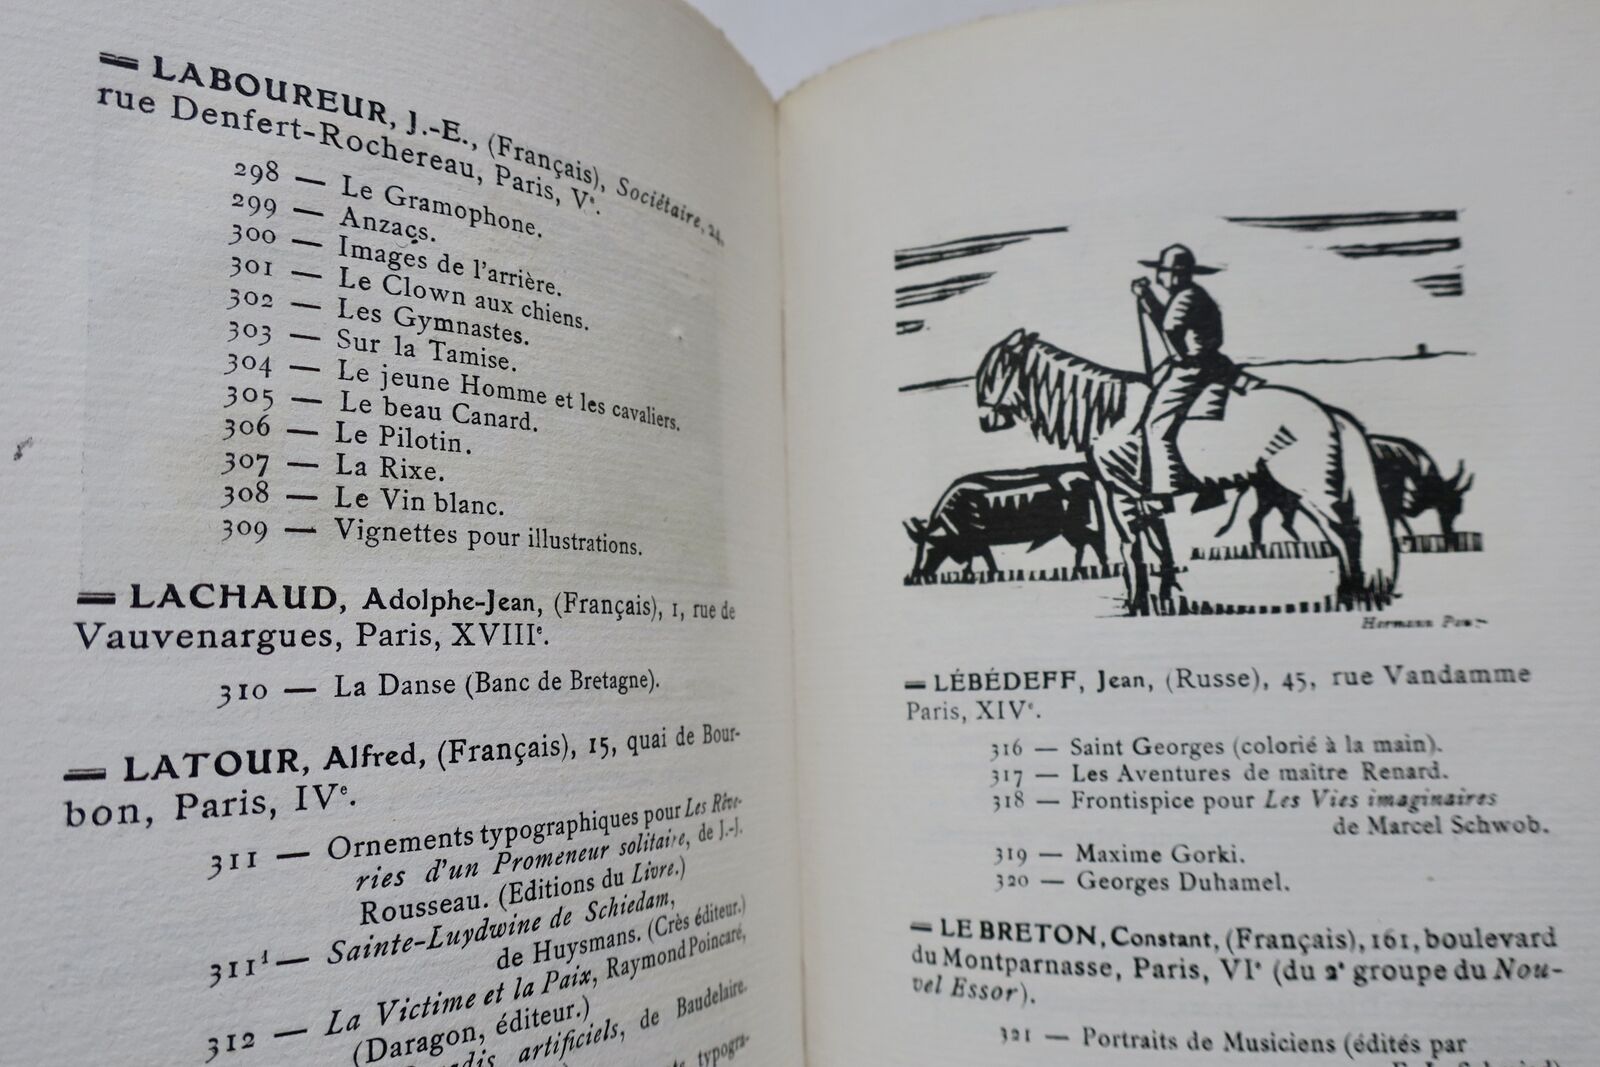 LABOUREUR, J.-E., (Français), Sociétaire, 24,
rue Denfert-Rochereau, Paris, Vᵉ.
298 — Le Gramophone.
299 — Anzacs.
300 — Images de l'arrière.
301 — Le Clown aux chiens.
302 — Les Gymnastes.
303 — Sur la Tamise.
304 — Le jeune Homme et les cavaliers.
305 — Le beau Canard.
306 — Le Pilotin.
307 — La Rixe.
308 — Le Vin blanc.
309 — Vignettes pour illustrations.
LACHAUD, Adolphe-Jean, (Français), 1, rue de
Vauvenargues, Paris, XVIIIᵉ.
310 — La Danse (Banc de Bretagne).
LATOUR, Alfred, (Français), 15, quai de Bour-
bon, Paris, IVᵉ.
311 — Ornements typographiques pour Les Rêve-
ries d'un Promeneur solitaire, de J.-J.
Rousseau. (Editions du Livre.)
311¹ — Sainte-Luydwine de Schiedam,
de Huysmans. (Crès éditeur.)
312 — La Victime et la Paix, Raymond Poincaré,
(Daragon, éditeur.)
artificiels, de Baudelaire.
typogra-
Hermann Paul
LÉBÉDEFF, Jean, (Russe), 45, rue Vandamme
Paris, XIVᵉ.
316 — Saint Georges (colorié à la main).
317 — Les Aventures de maître Renard.
318 — Frontispice pour Les Vies imaginaires
de Marcel Schwob.
319 — Maxime Gorki.
320 — Georges Duhamel.
LE BRETON, Constant, (Français), 161, boulevard
du Montparnasse, Paris, VIᵉ (du 2ᵉ groupe du Nou-
vel Essor).
321 — Portraits de Musiciens (édités par